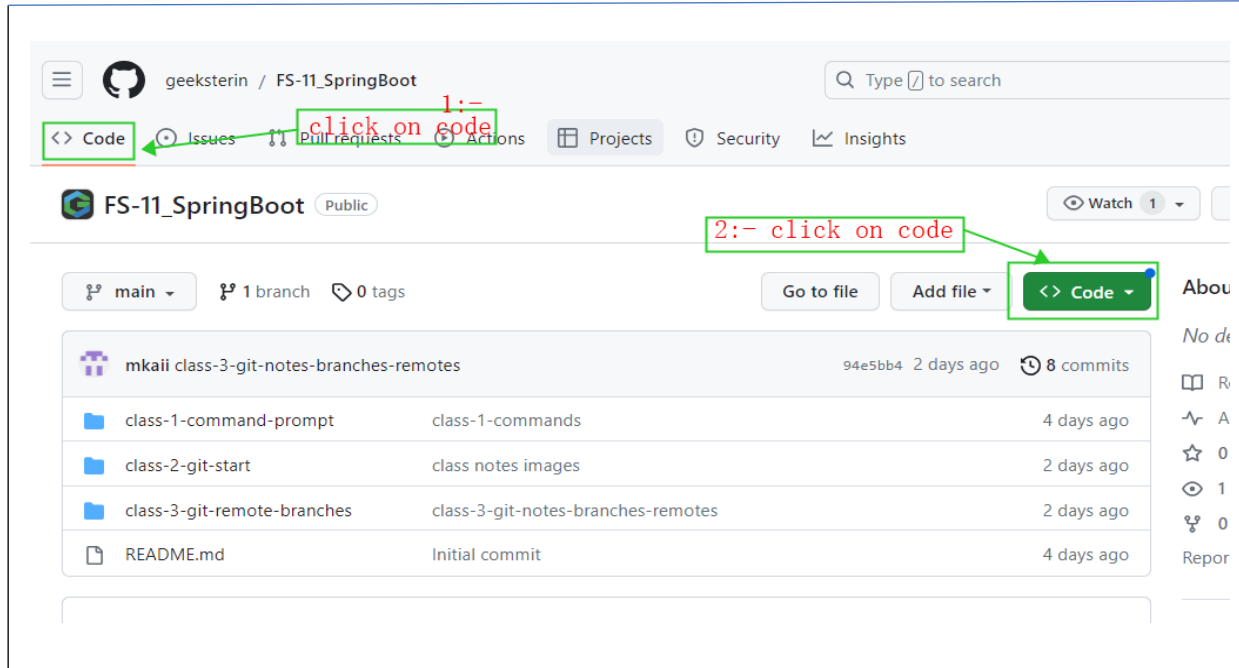 geeksterin / FS-11_SpringBoot
Type / to search
1:-
click on code
Code Issues Pull requests Actions Projects Security Insights
FS-11_SpringBoot Public
Watch 1
2:- click on code
main 1 branch 0 tags Go to file Add file Code
mkaii class-3-git-notes-branches-remotes 94e5bb4 2 days ago 8 commits
class-1-command-prompt class-1-commands 4 days ago
class-2-git-start class notes images 2 days ago
class-3-git-remote-branches class-3-git-notes-branches-remotes 2 days ago
README.md Initial commit 4 days ago
Abou
No de
R
A
0
1
0
Repor